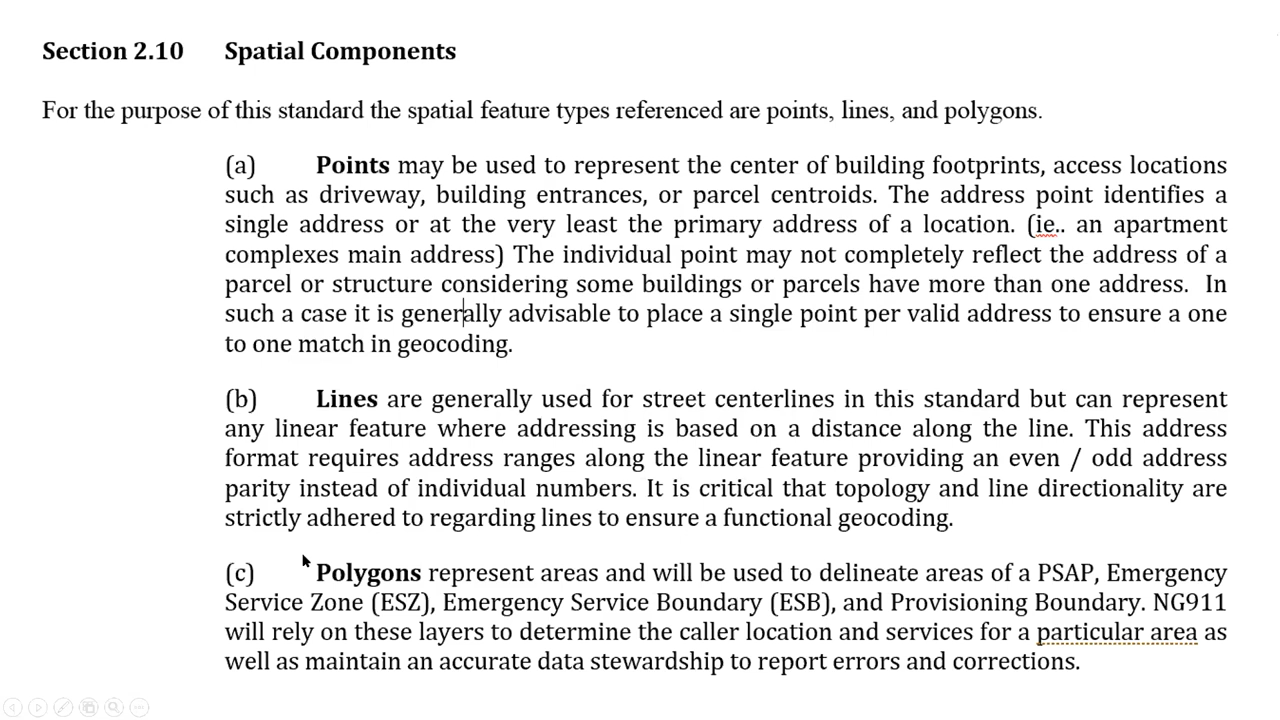 Section 2.10 Spatial Components
For the purpose of this standard the spatial feature types referenced are points, lines, and polygons.
(a) Points may be used to represent the center of building footprints, access locations
such as driveway, building entrances, or parcel centroids. The address point identifies a
single address or at the very least the primary address of a location. (ie.. an apartment
complexes main address) The individual point may not completely reflect the address of a
parcel or structure considering some buildings or parcels have more than one address. In
such a case it is generally advisable to place a single point per valid address to ensure a one
to one match in geocoding.
(b) Lines are generally used for street centerlines in this standard but can represent
any linear feature where addressing is based on a distance along the line. This address
format requires address ranges along the linear feature providing an even / odd address
parity instead of individual numbers. It is critical that topology and line directionality are
strictly adhered to regarding lines to ensure a functional geocoding.
(c) Polygons represent areas and will be used to delineate areas of a PSAP, Emergency
Service Zone (ESZ), Emergency Service Boundary (ESB), and Provisioning Boundary. NG911
will rely on these layers to determine the caller location and services for a particular area as
well as maintain an accurate data stewardship to report errors and corrections.